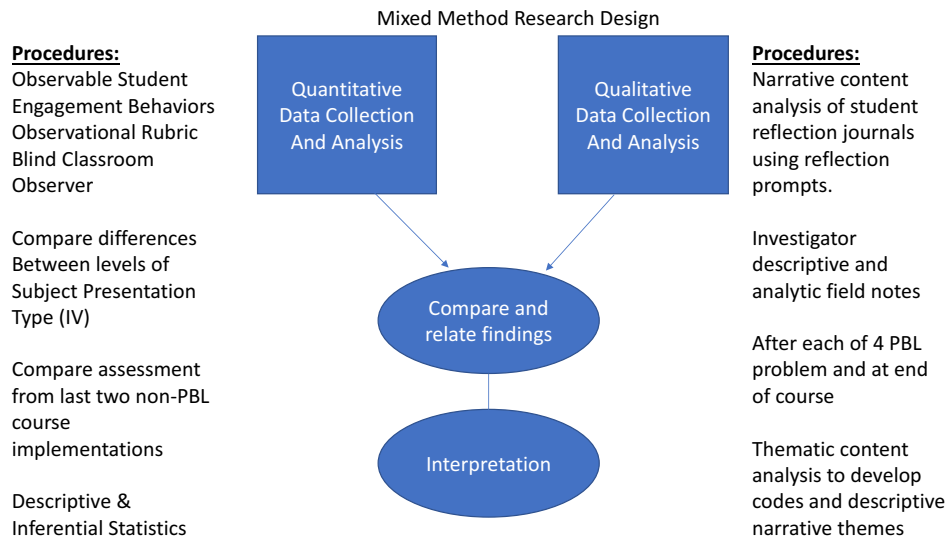 Mixed Method Research Design
Procedures:
Observable Student
Engagement Behaviors
Observational Rubric
Blind Classroom
Observer
Compare differences
Between levels of
Subject Presentation
Type (IV)
Compare assessment
from last two non-PBL
course
implementations
Descriptive &
Inferential Statistics
Quantitative
Data Collection
And Analysis
Qualitative
Data Collection
And Analysis
Compare and
relate findings
Interpretation
Procedures:
Narrative content
analysis of student
reflection journals
using reflection
prompts.
Investigator
descriptive and
analytic field notes
After each of 4 PBL
problem and at end
of course
Thematic content
analysis to develop
codes and descriptive
narrative themes